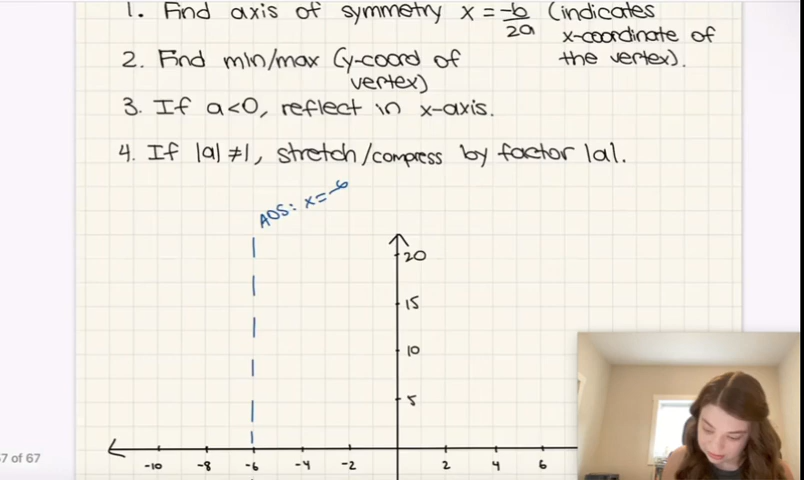 1. Find axis of symmetry x = -b/2a (indicates
x-coordinate of
the vertex).
2. Find min/max (y-coord of
vertex)
3. If a<0, reflect in x-axis.
4. If |a| ≠ 1, stretch/compress by factor |a|.
AOS: x=-6
20
15
10
5
-10 -8 -6 -4 -2 2 4 6
7 of 67